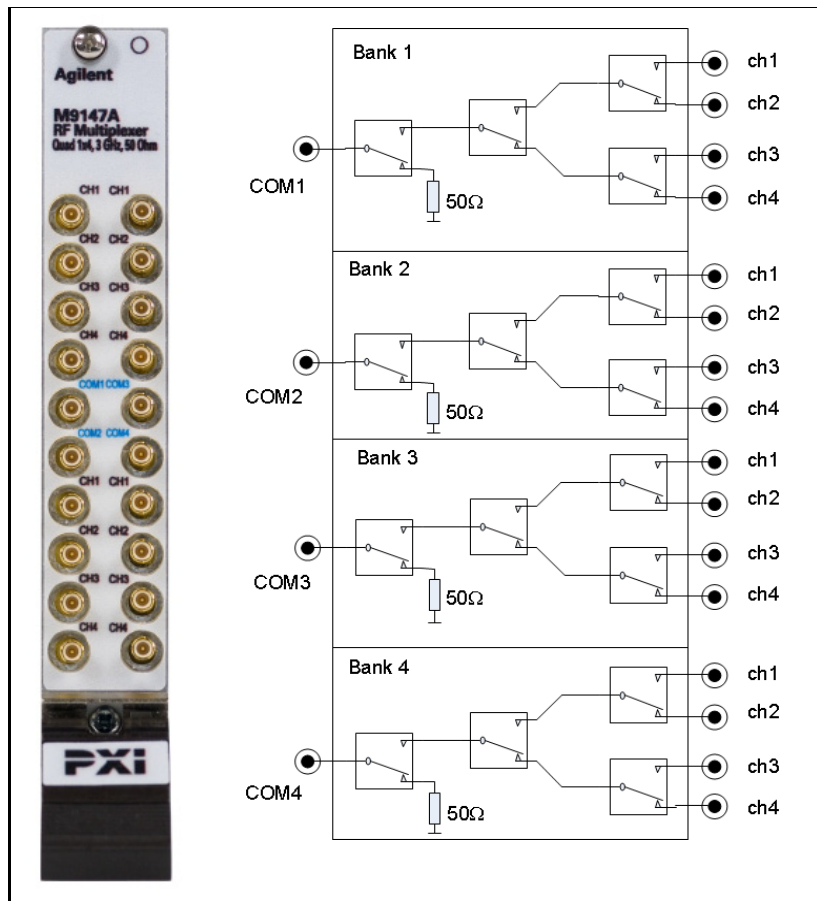 Agilent
M9147A
RF Multiplexer
Quad 1x4, 3 GHz, 50 Ohm
CH1 CH1
CH2 CH2
CH3 CH3
CH4 CH4
COM1 COM3
COM2 COM4
CH1 CH1
CH2 CH2
CH3 CH3
CH4 CH4
PXI
Bank 1
ch1
ch2
ch3
ch4
COM1
50Ω
Bank 2
ch1
ch2
ch3
ch4
COM2
50Ω
Bank 3
ch1
ch2
ch3
ch4
COM3
50Ω
Bank 4
ch1
ch2
ch3
ch4
COM4
50Ω